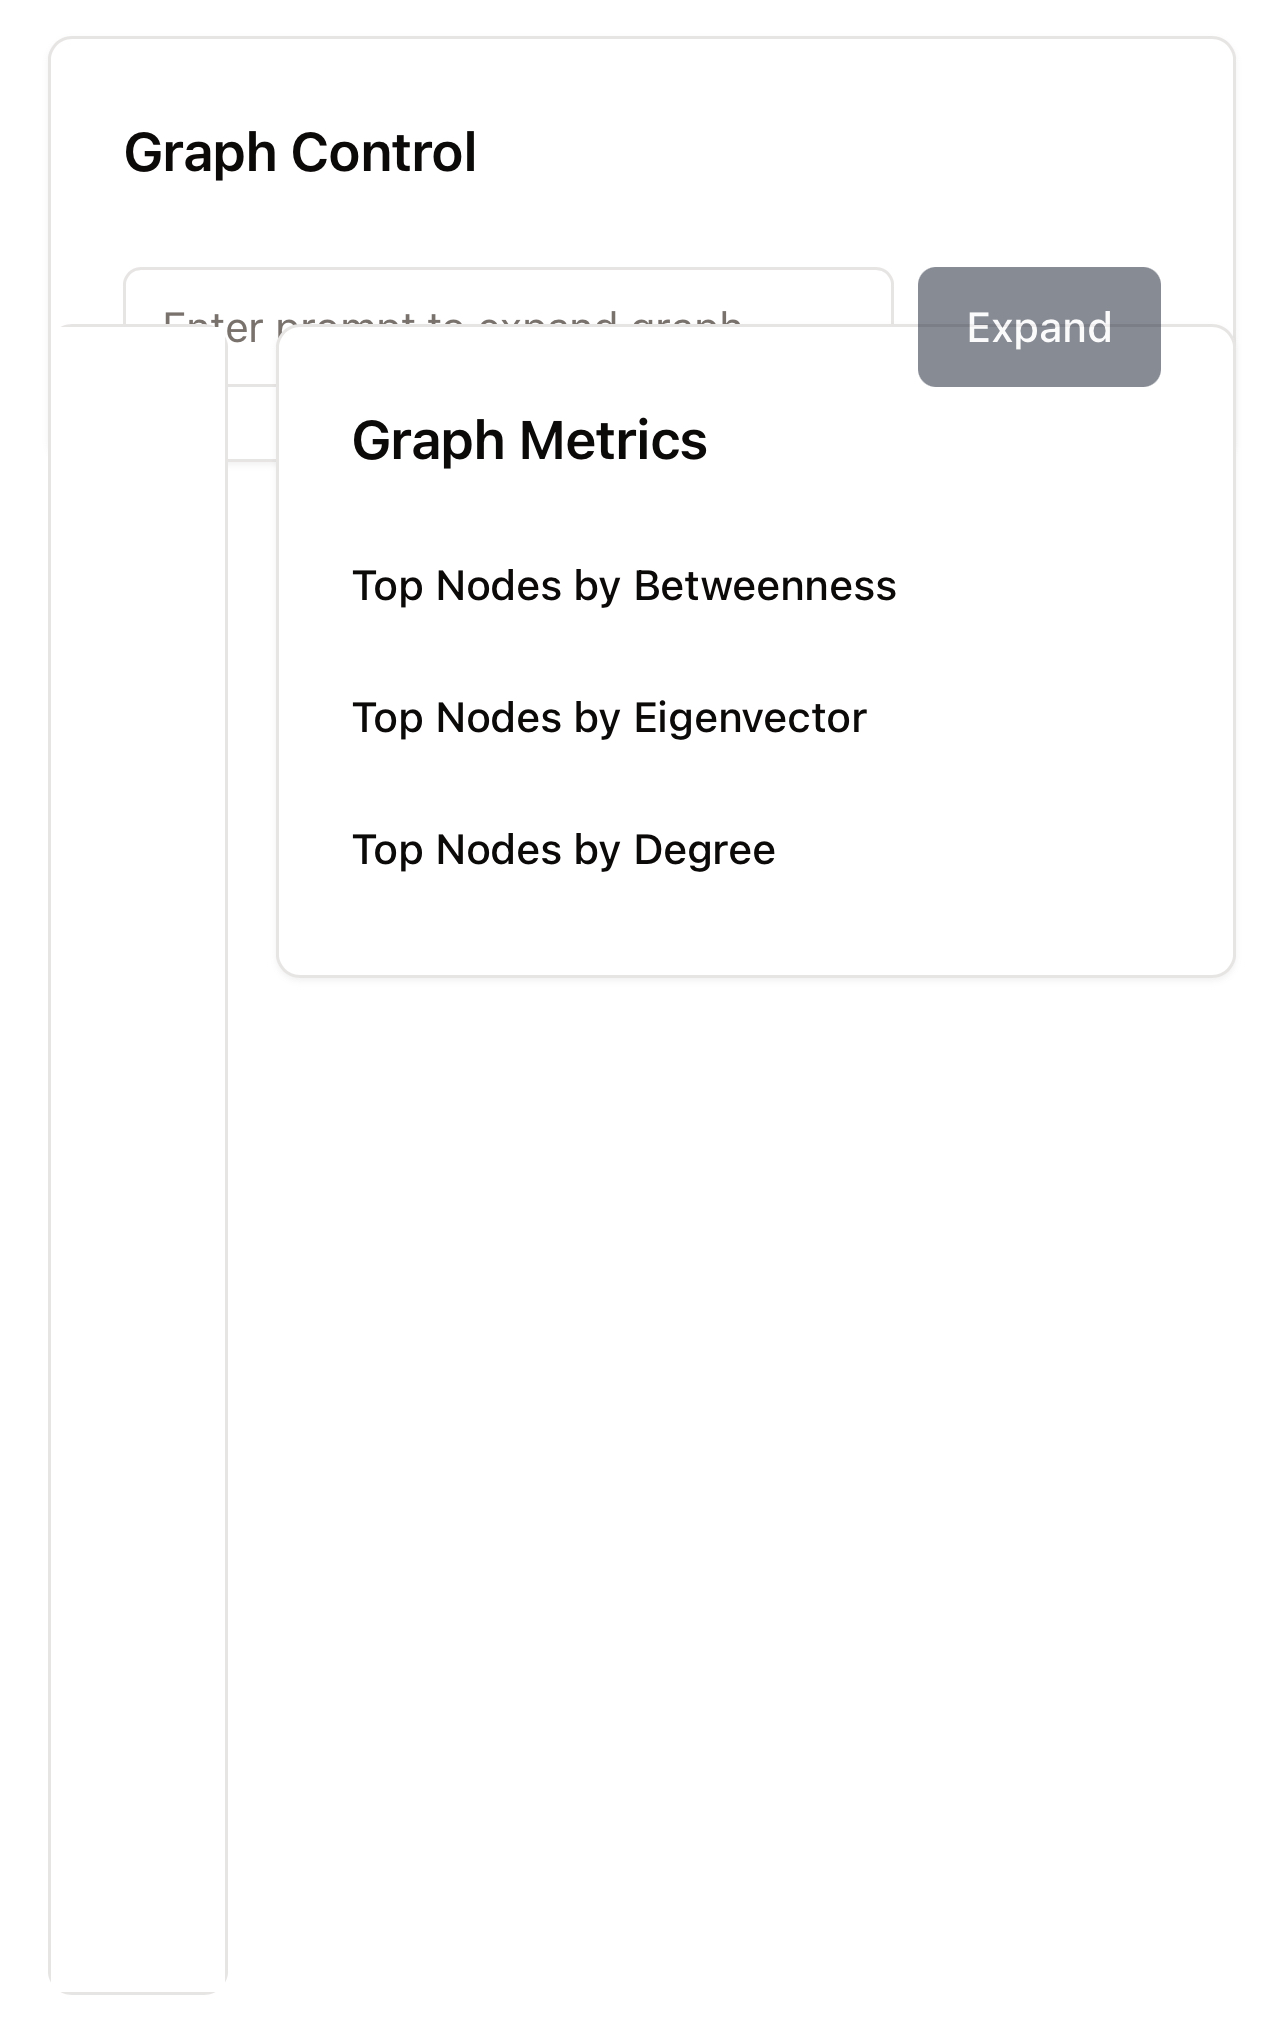 Graph Control
Enter prompt to expand graph
Expand
Graph Metrics
Top Nodes by Betweenness
Top Nodes by Eigenvector
Top Nodes by Degree